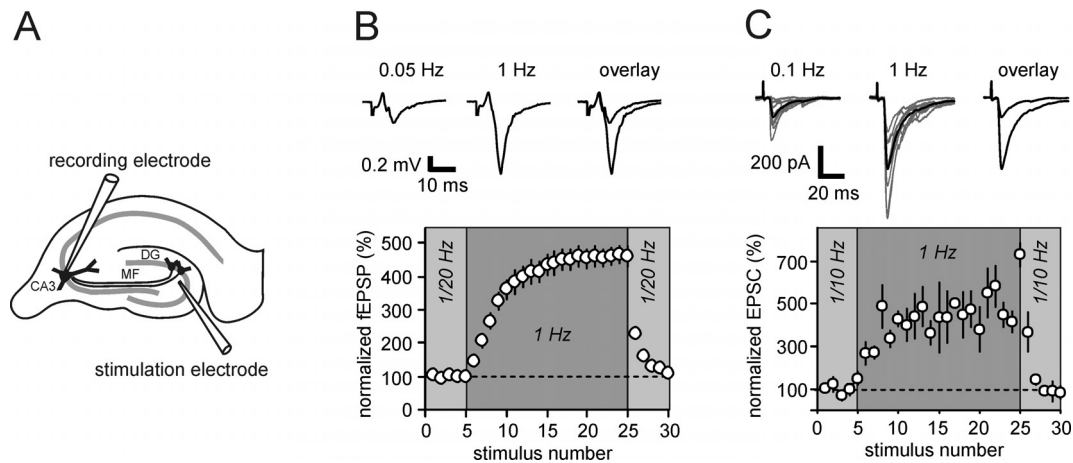 A
recording electrode
DG
MF
CA3
stimulation electrode
B
0.05 Hz 1 Hz overlay
0.2 mV
10 ms
normalized fEPSP (%)
500
400
300
200
100
0
1/20 Hz
1 Hz
1/20 Hz
0 5 10 15 20 25 30
stimulus number
C
0.1 Hz 1 Hz overlay
200 pA
20 ms
normalized EPSC (%)
700
500
300
100
1/10 Hz
1 Hz
1/10 Hz
0 5 10 15 20 25 30
stimulus number